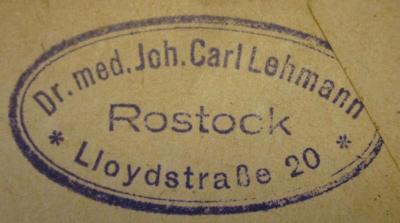 Dr. med. Joh. Carl Lehmann
Rostock
* Lloydstraße 20 *